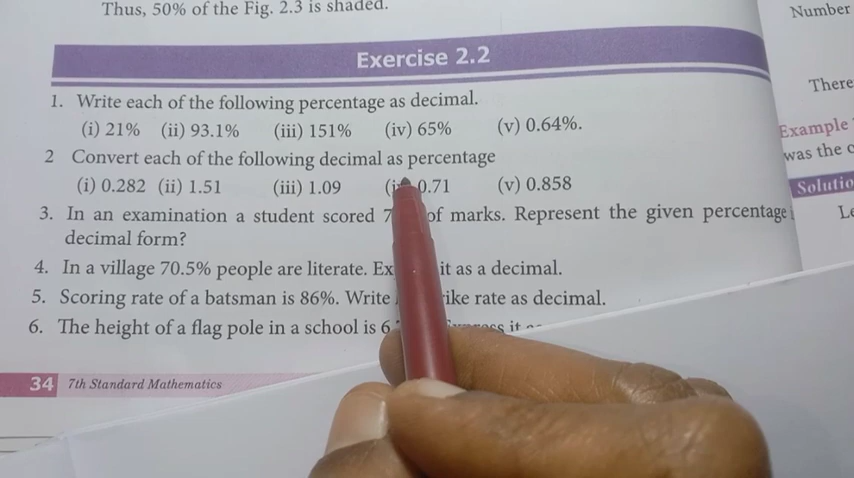 Thus, 50% of the Fig. 2.3 is shaded.
Exercise 2.2
1. Write each of the following percentage as decimal.
(i) 21% (ii) 93.1% (iii) 151% (iv) 65% (v) 0.64%.
2 Convert each of the following decimal as percentage
(i) 0.282 (ii) 1.51 (iii) 1.09 0.71 (v) 0.858
3. In an examination a student scored 7 of marks. Represent the given percentage
decimal form?
4. In a village 70.5% people are literate. Ex it as a decimal.
5. Scoring rate of a batsman is 86%. Write ike rate as decimal.
6. The height of a flag pole in a school is 6 it
34 7th Standard Mathematics
Number
There
Example
was the
Solutio
Le